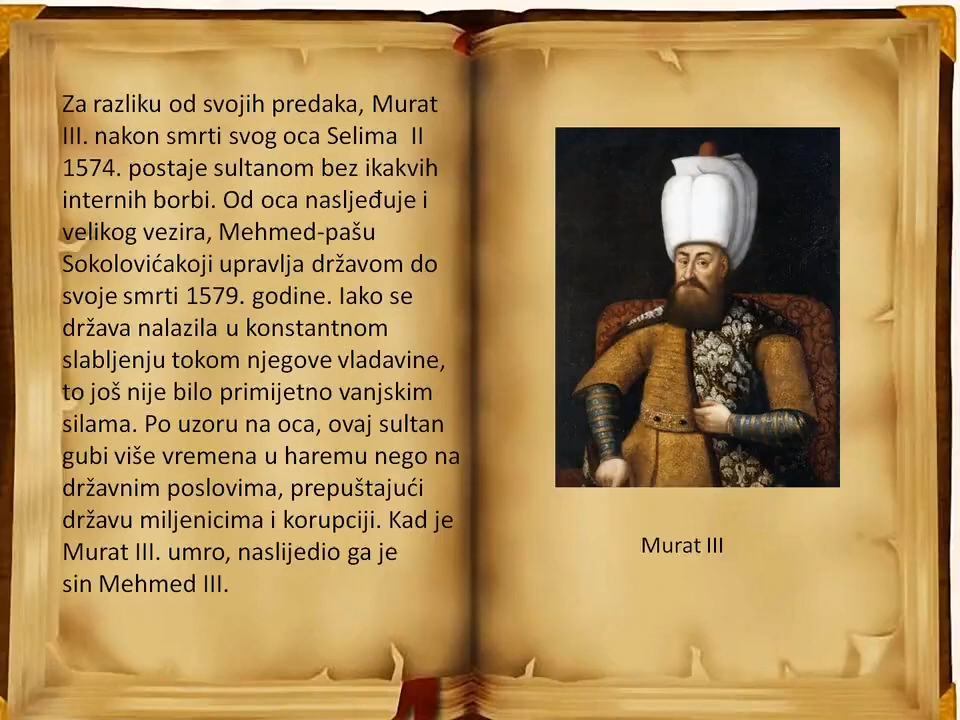 Za razliku od svojih predaka, Murat
III. nakon smrti svog oca Selima  II
1574. postaje sultanom bez ikakvih
internih borbi. Od oca nasljeđuje i
velikog vezira, Mehmed-pašu
Sokolovićakoji upravlja državom do
svoje smrti 1579. godine. Iako se
država nalazila u konstantnom
slabljenju tokom njegove vladavine,
to još nije bilo primijetno vanjskim
silama. Po uzoru na oca, ovaj sultan
gubi više vremena u haremu nego na
državnim poslovima, prepuštajući
državu miljenicima i korupciji. Kad je
Murat III. umro, naslijedio ga je
sin Mehmed III.
Murat III